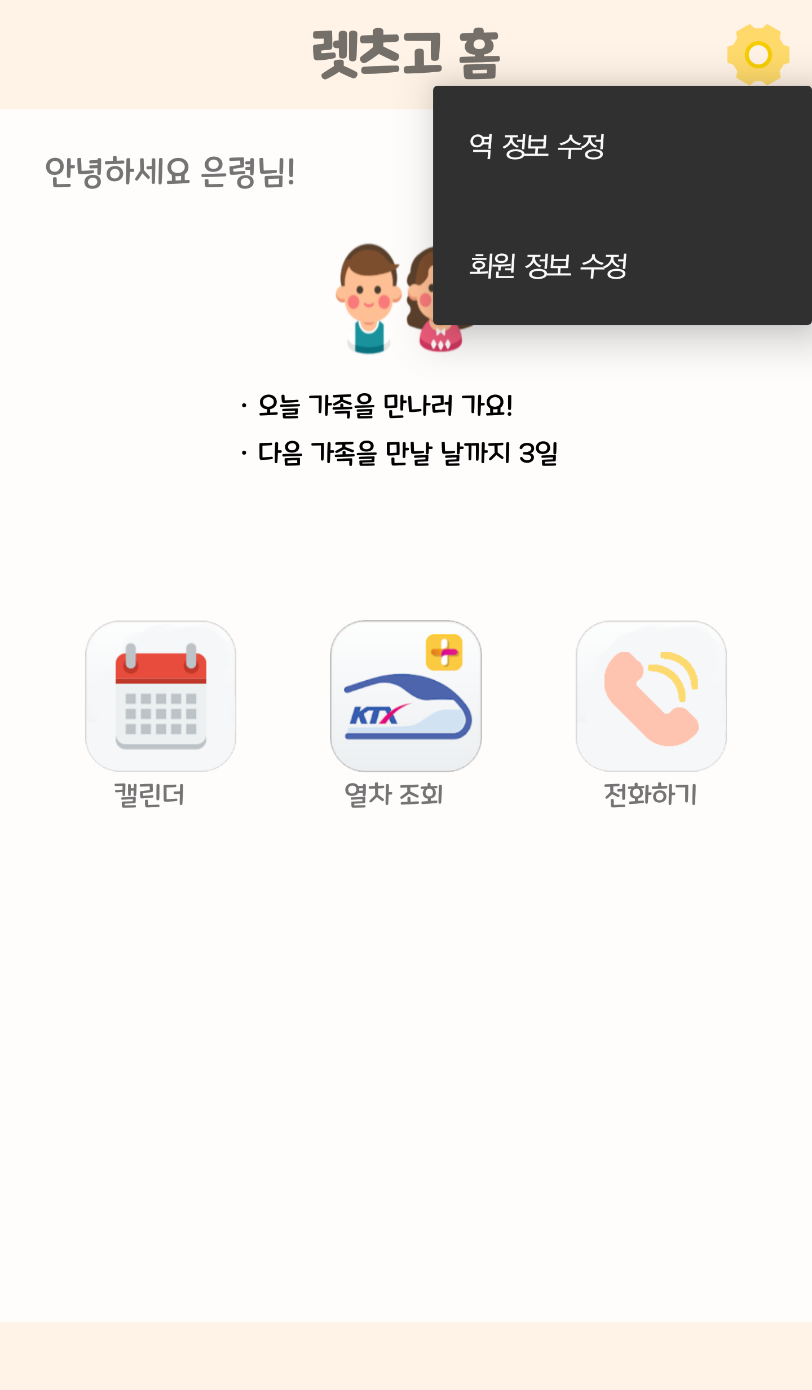 렛츠고 홈
역 정보 수정
안녕하세요 은령님!
회원 정보 수정
· 오늘 가족을 만나러 가요!
· 다음 가족을 만날 날까지 3일
KTX
캘린더
열차 조회
전화하기